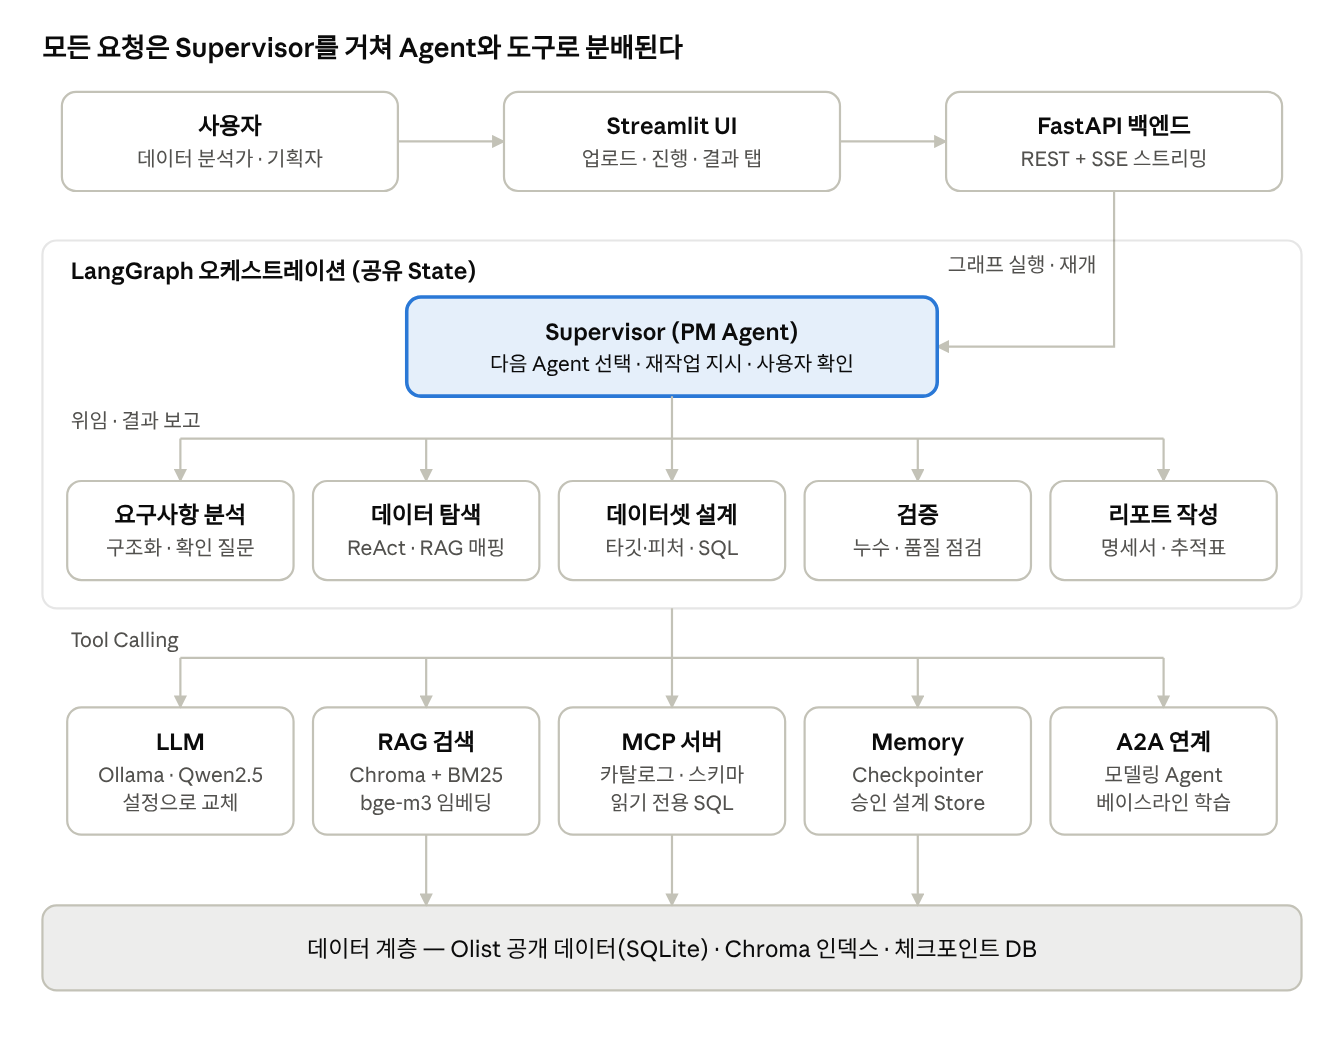 모든 요청은 Supervisor를 거쳐 Agent와 도구로 분배된다
사용자
데이터 분석가 · 기획자
Streamlit UI
업로드 · 진행 · 결과 탭
FastAPI 백엔드
REST + SSE 스트리밍
LangGraph 오케스트레이션 (공유 State)
그래프 실행 · 재개
Supervisor (PM Agent)
다음 Agent 선택 · 재작업 지시 · 사용자 확인
위임 · 결과 보고
요구사항 분석
구조화 · 확인 질문
데이터 탐색
ReAct · RAG 매핑
데이터셋 설계
타깃·피처 · SQL
검증
누수 · 품질 점검
리포트 작성
명세서 · 추적표
Tool Calling
LLM
Ollama · Qwen2.5
설정으로 교체
RAG 검색
Chroma + BM25
bge-m3 임베딩
MCP 서버
카탈로그 · 스키마
읽기 전용 SQL
Memory
Checkpointer
승인 설계 Store
A2A 연계
모델링 Agent
베이스라인 학습
데이터 계층 — Olist 공개 데이터(SQLite) · Chroma 인덱스 · 체크포인트 DB